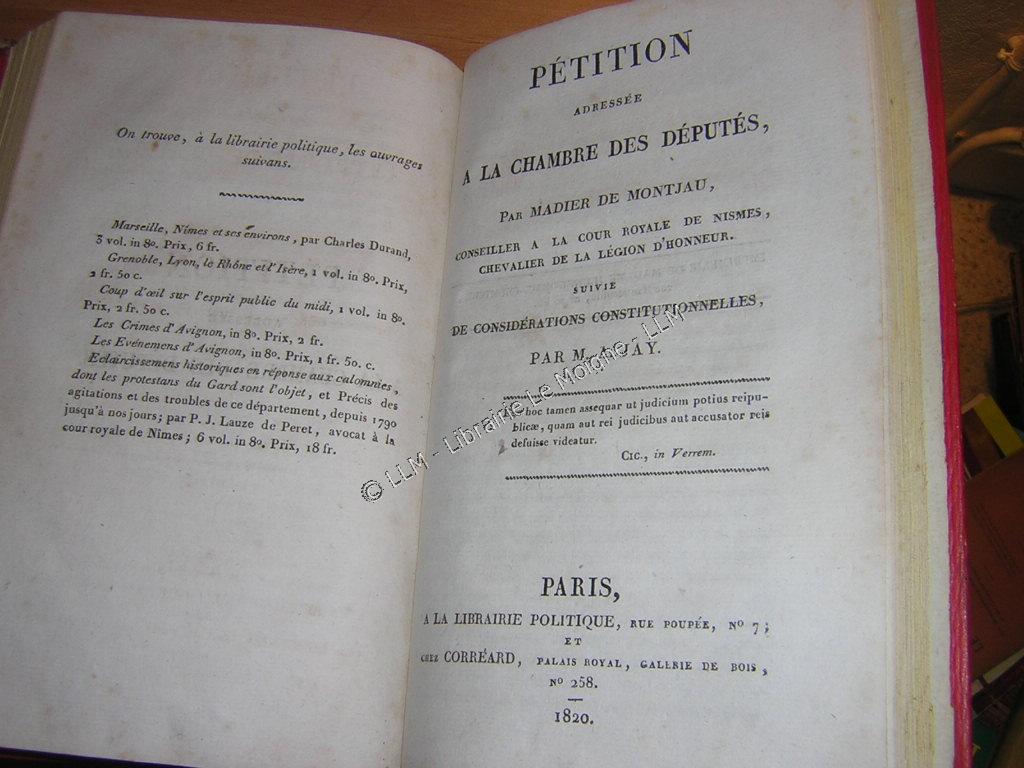 On trouve, à la librairie politique, les ouvrages
suivans.
Marseille, Nîmes et ses environs, par Charles Durand,
3 vol. in 8o. Prix, 6 fr.
Grenoble, Lyon, le Rhône et l'Isère, 1 vol. in 8o. Prix,
2 fr. 50 c.
Coup d'œil sur l'esprit public du midi, 1 vol. in 8o.
Prix, 2 fr. 50 c.
Les Crimes d'Avignon, in 8o. Prix, 2 fr.
Les Evénemens d'Avignon, in 8o. Prix, 1 fr. 50. c.
Eclaircissemens historiques en réponse aux calomnies,
dont les protestans du Gard sont l'objet, et Précis des
agitations et des troubles de ce département, depuis 1790
jusqu'à nos jours; par P. J. Lauze de Peret, avocat à la
cour royale de Nîmes; 6 vol. in 8o. Prix, 18 fr.
PÉTITION
ADRESSÉE
A LA CHAMBRE DES DÉPUTÉS,
PAR MADIER DE MONTJAU,
CONSEILLER A LA COUR ROYALE DE NISMES,
CHEVALIER DE LA LÉGION D'HONNEUR.
SUIVIE
DE CONSIDÉRATIONS CONSTITUTIONNELLES,
PAR M.
hoc tamen assequar ut judicium potius reipu-
blicæ, quam aut rei judicibus aut accusator reis
defuisse videatur.
CIC., in Verrem.
PARIS,
A LA LIBRAIRIE POLITIQUE, RUE POUPÉE, No 7;
ET
CHEZ CORRÉARD, PALAIS ROYAL, GALERIE DE BOIS,
No 258.
1820.
© LLM - Librairie Le Moigne - LLM